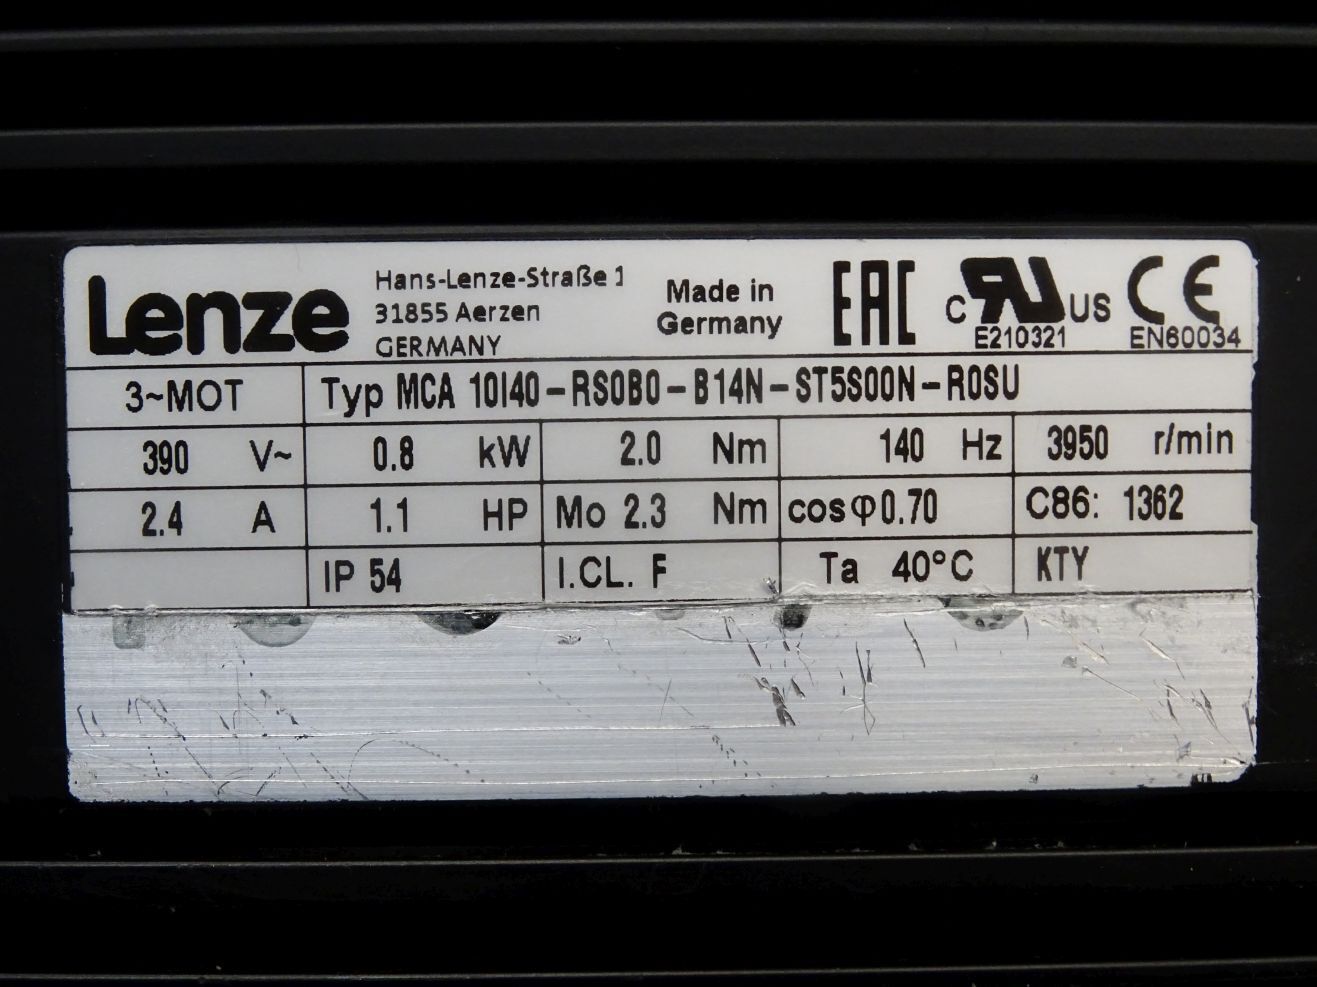 Lenze
Hans-Lenze-Straße 1
31855 Aerzen
GERMANY
Made in
Germany
EAC
C RU US
E210321
CE
EN60034
3~MOT Typ MCA 10I40-RS0B0-B14N-ST5S00N-R0SU
390 V~ 0.8 kW 2.0 Nm 140 Hz 3950 r/min
2.4 A 1.1 HP Mo 2.3 Nm cosφ0.70 C86: 1362
IP 54 I.CL. F Ta 40°C KTY